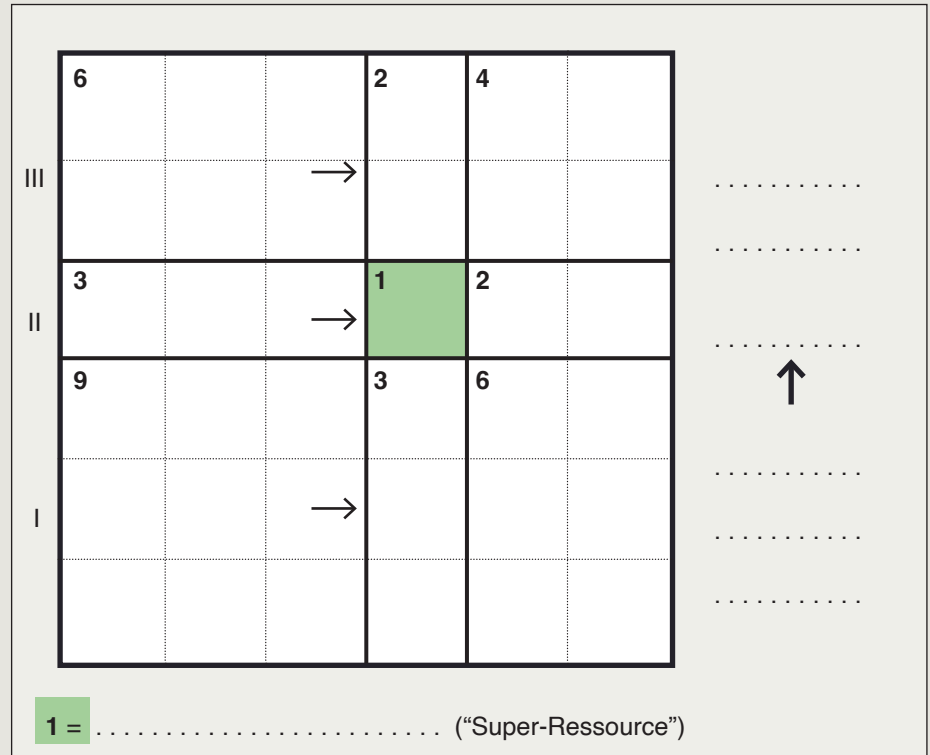 6 2 4
III →
. . . . . . . . . . .
. . . . . . . . . . .
3 1 2
II →
. . . . . . . . . . .
↑
9 3 6
. . . . . . . . . . .
I →
. . . . . . . . . . .
. . . . . . . . . . .
1 = . . . . . . . . . . . . . . . . . . . . . . . . . (“Super-Ressource”)